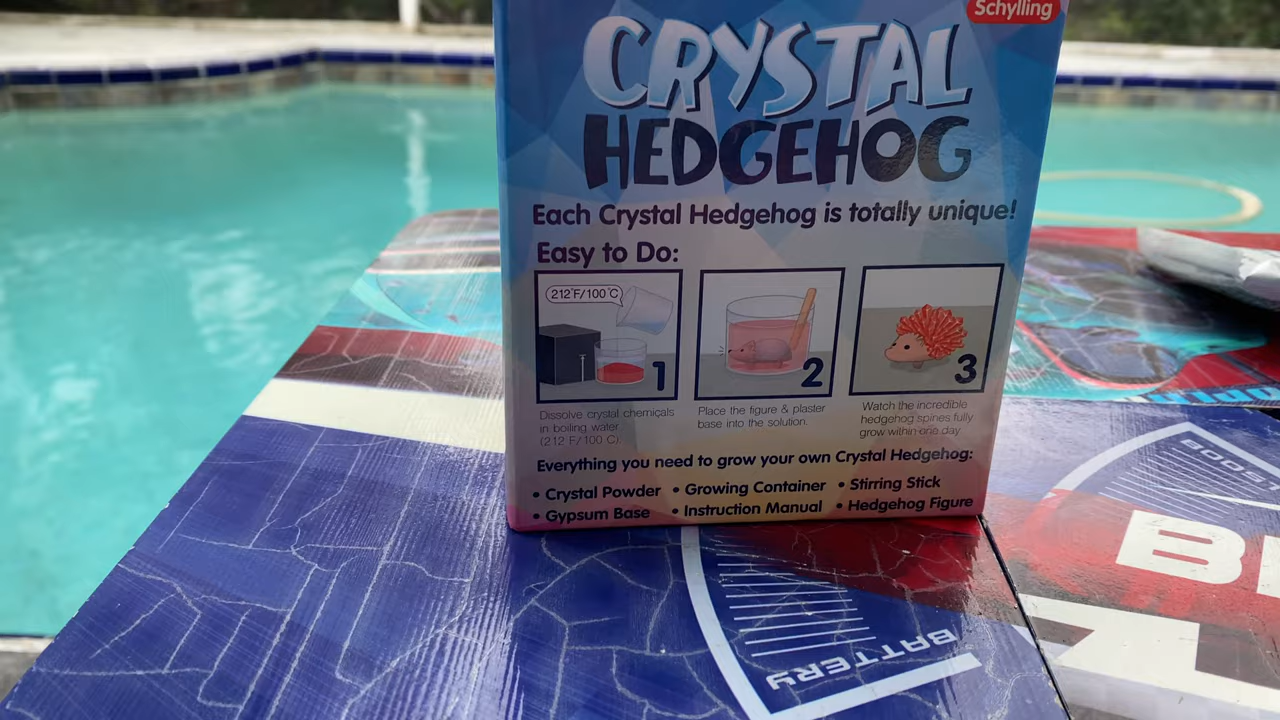 Schylling
CRYSTAL
HEDGEHOG
Each Crystal Hedgehog is totally unique!
Easy to Do:
212°F/100°C
1
2
3
Dissolve crystal chemicals
in boiling water
(212 F/100 C).
Place the figure & plaster
base into the solution.
Watch the incredible
hedgehog spines fully
grow within one day
Everything you need to grow your own Crystal Hedgehog:
• Crystal Powder • Growing Container • Stirring Stick
• Gypsum Base • Instruction Manual • Hedgehog Figure
BOOST
B
BATTERY